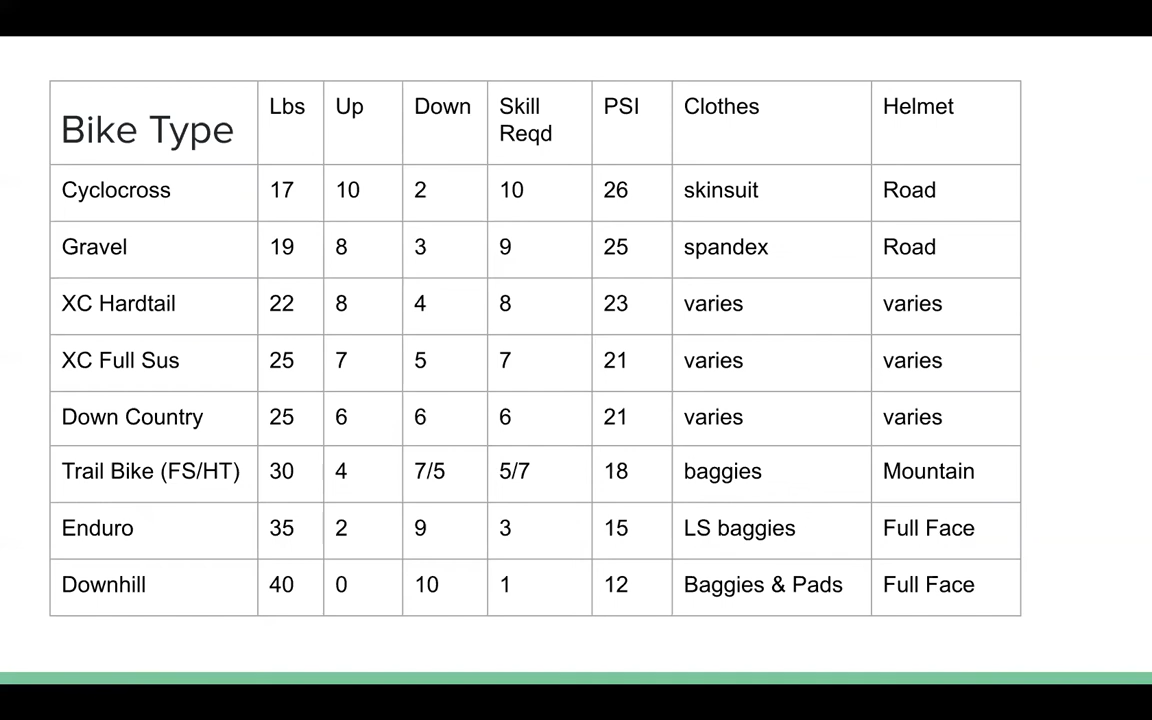 Bike Type Lbs Up Down Skill Reqd PSI Clothes Helmet
Cyclocross 17 10 2 10 26 skinsuit Road
Gravel 19 8 3 9 25 spandex Road
XC Hardtail 22 8 4 8 23 varies varies
XC Full Sus 25 7 5 7 21 varies varies
Down Country 25 6 6 6 21 varies varies
Trail Bike (FS/HT) 30 4 7/5 5/7 18 baggies Mountain
Enduro 35 2 9 3 15 LS baggies Full Face
Downhill 40 0 10 1 12 Baggies & Pads Full Face